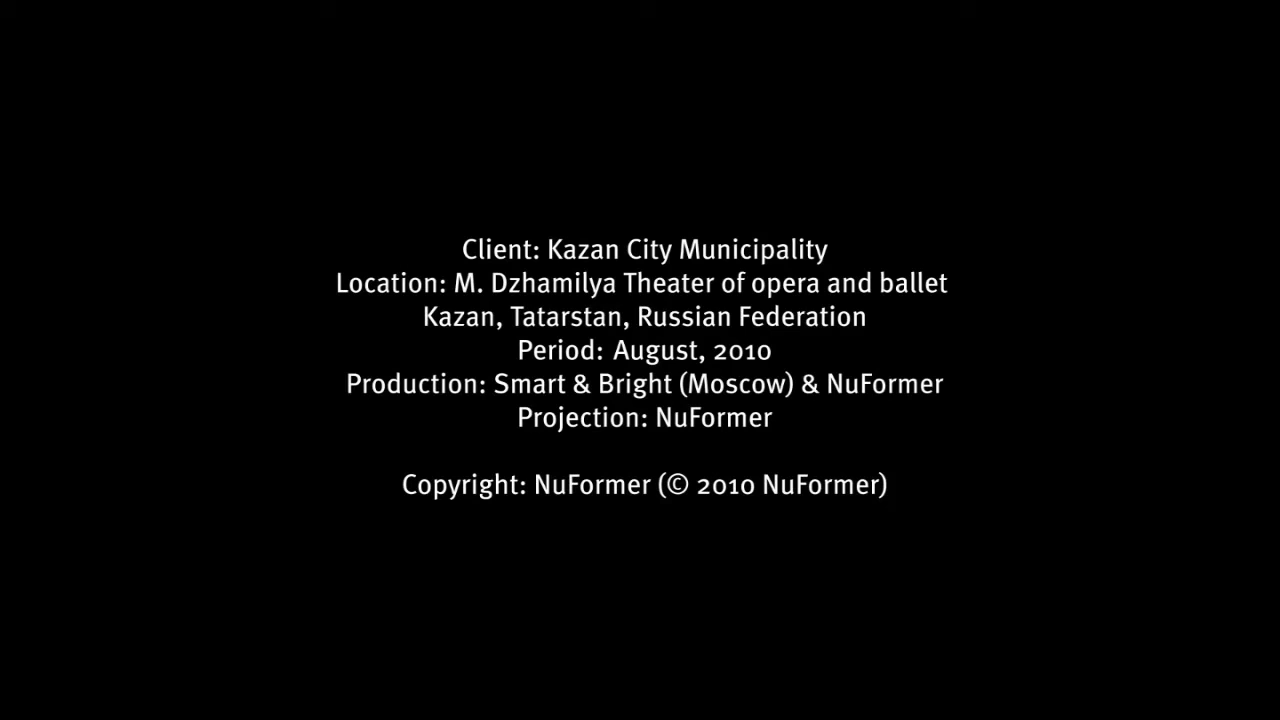 Client: Kazan City Municipality
Location: M. Dzhamilya Theater of opera and ballet
Kazan, Tatarstan, Russian Federation
Period: August, 2010
Production: Smart & Bright (Moscow) & NuFormer
Projection: NuFormer
Copyright: NuFormer (© 2010 NuFormer)